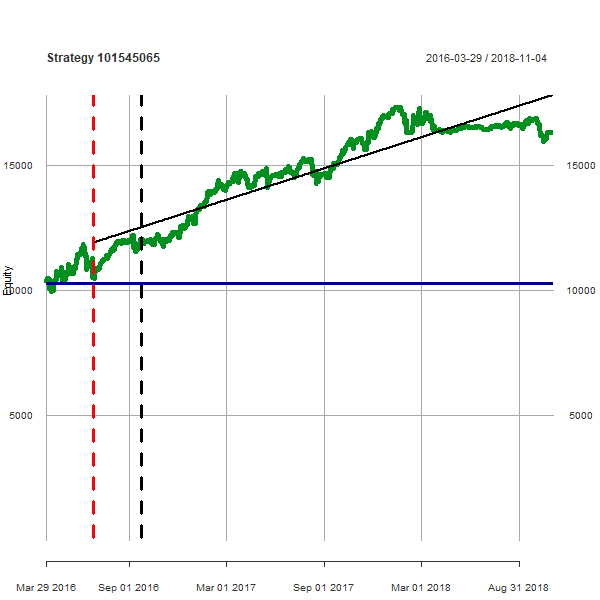 Strategy 101545065
2016-03-29 / 2018-11-04
15000
15000
Equity
10000
10000
5000
5000
Mar 29 2016
Sep 01 2016
Mar 01 2017
Sep 01 2017
Mar 01 2018
Aug 31 2018